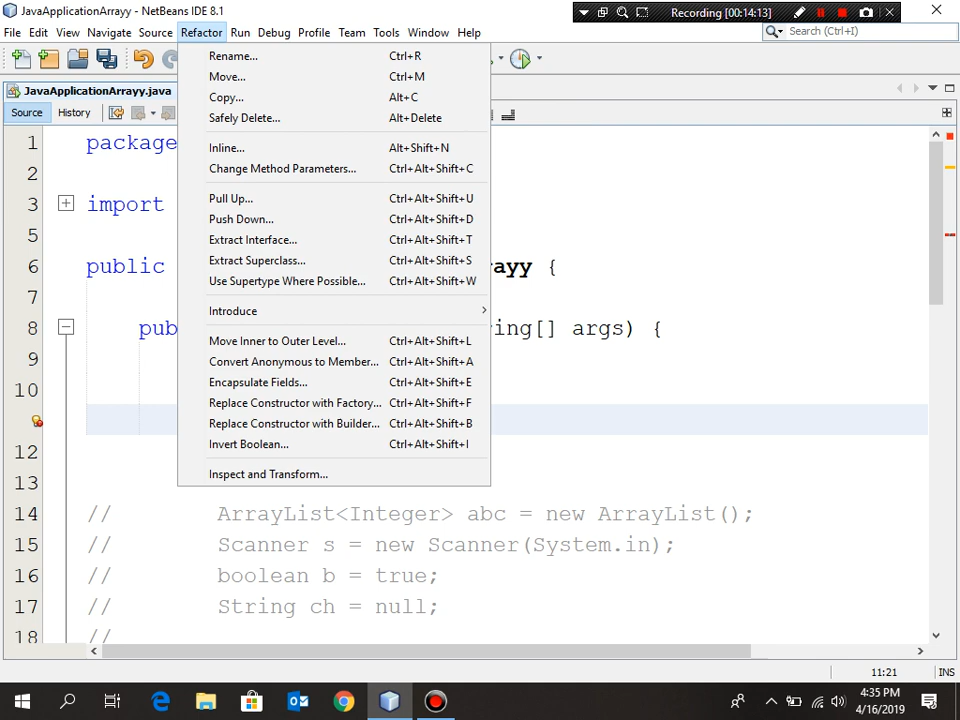 JavaApplicationArrayy - NetBeans IDE 8.1
Recording [00:14:13]
File Edit View Navigate Source Refactor Run Debug Profile Team Tools Window Help
Search (Ctrl+I)
JavaApplicationArrayy.java
Source History
Rename... Ctrl+R
Move... Ctrl+M
Copy... Alt+C
Safely Delete... Alt+Delete
Inline... Alt+Shift+N
Change Method Parameters... Ctrl+Alt+Shift+C
Pull Up... Ctrl+Alt+Shift+U
Push Down... Ctrl+Alt+Shift+D
Extract Interface... Ctrl+Alt+Shift+T
Extract Superclass... Ctrl+Alt+Shift+S
Use Supertype Where Possible... Ctrl+Alt+Shift+W
Introduce
Move Inner to Outer Level... Ctrl+Alt+Shift+L
Convert Anonymous to Member... Ctrl+Alt+Shift+A
Encapsulate Fields... Ctrl+Alt+Shift+E
Replace Constructor with Factory... Ctrl+Alt+Shift+F
Replace Constructor with Builder... Ctrl+Alt+Shift+B
Invert Boolean... Ctrl+Alt+Shift+I
Inspect and Transform...
1 package
2
3 import
5
6 public rayy {
7
8 pub ing[] args) {
9
10
12
13
14 // ArrayList<Integer> abc = new ArrayList();
15 // Scanner s = new Scanner(System.in);
16 // boolean b = true;
17 // String ch = null;
18 //
11:21 INS
4:35 PM
4/16/2019